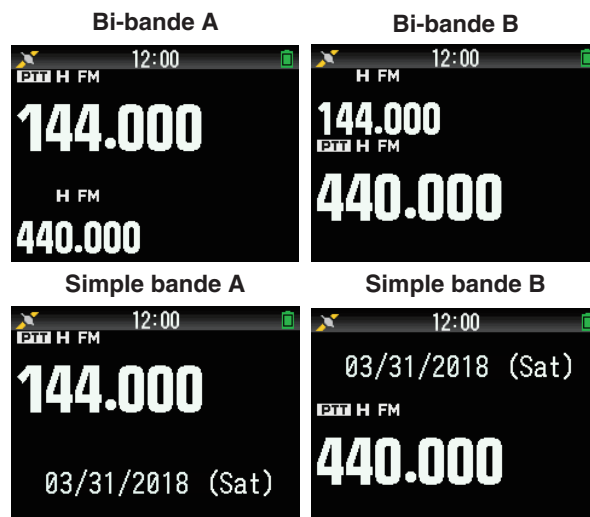 Bi-bande A
12:00
PTT H FM
144.000
H FM
440.000
Bi-bande B
12:00
H FM
144.000
PTT H FM
440.000
Simple bande A
12:00
PTT H FM
144.000
03/31/2018 (Sat)
Simple bande B
12:00
03/31/2018 (Sat)
PTT H FM
440.000